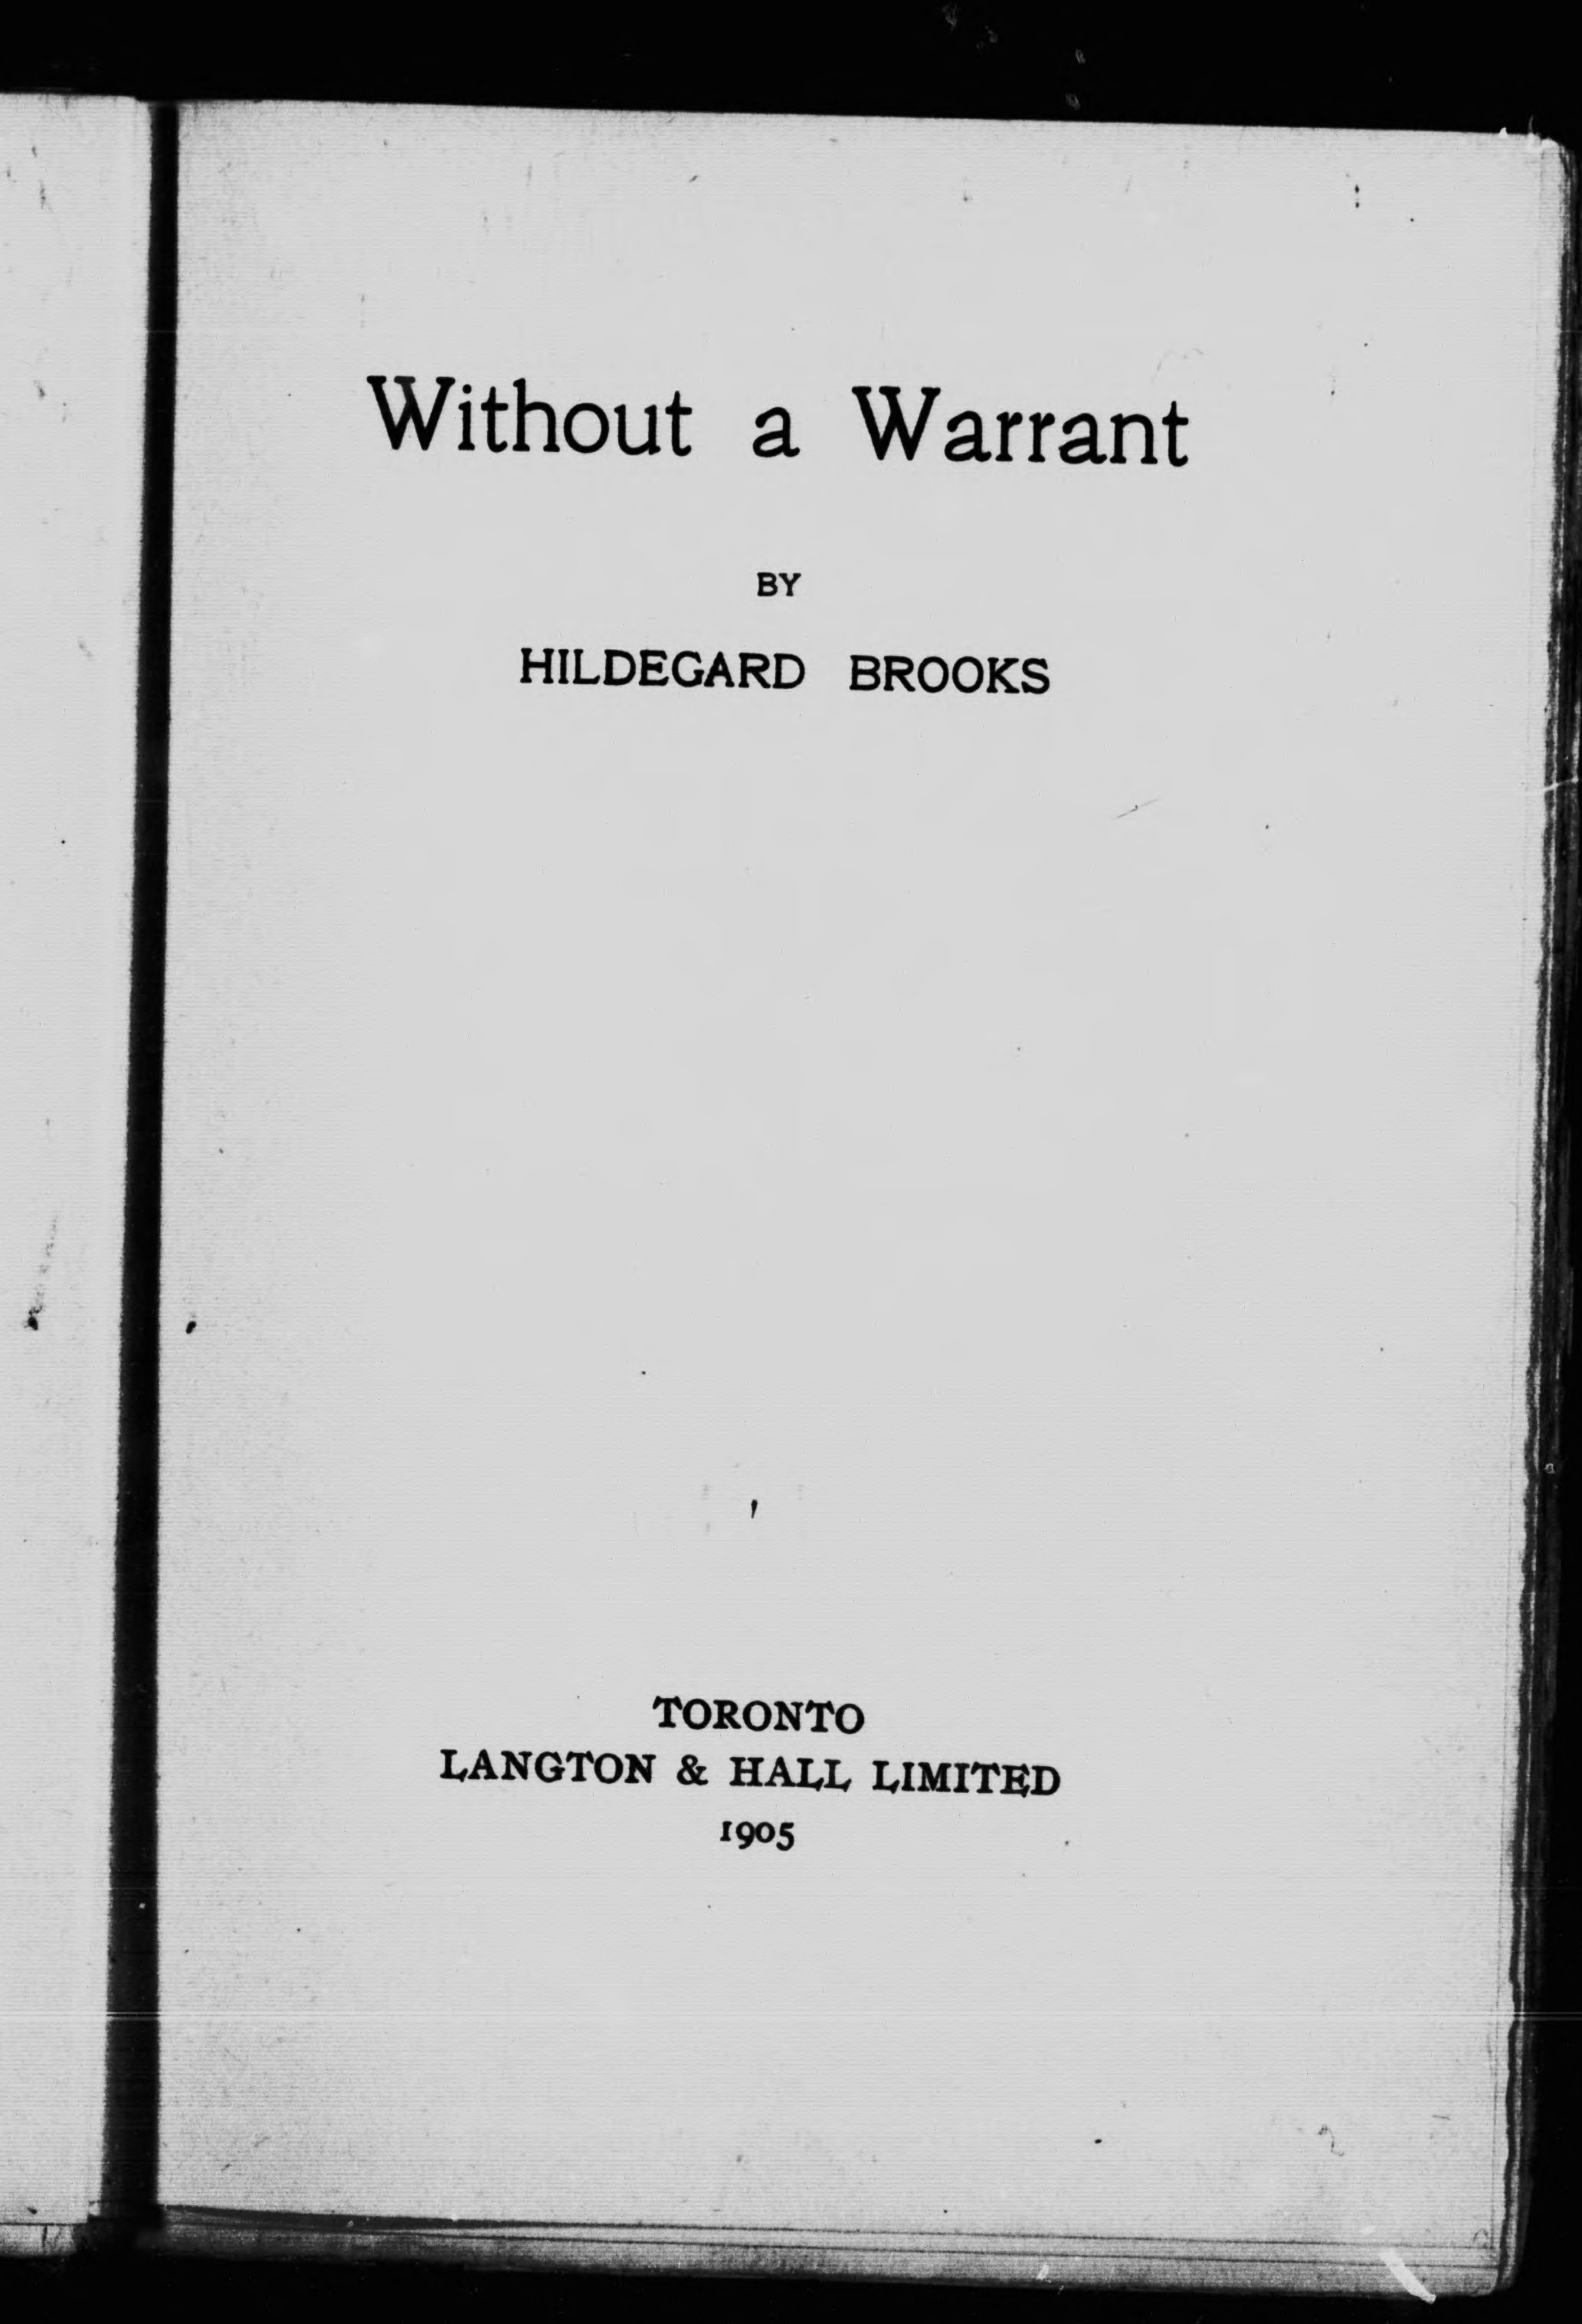 Without a Warrant
BY
HILDEGARD BROOKS
TORONTO
LANGTON & HALL LIMITED
1905